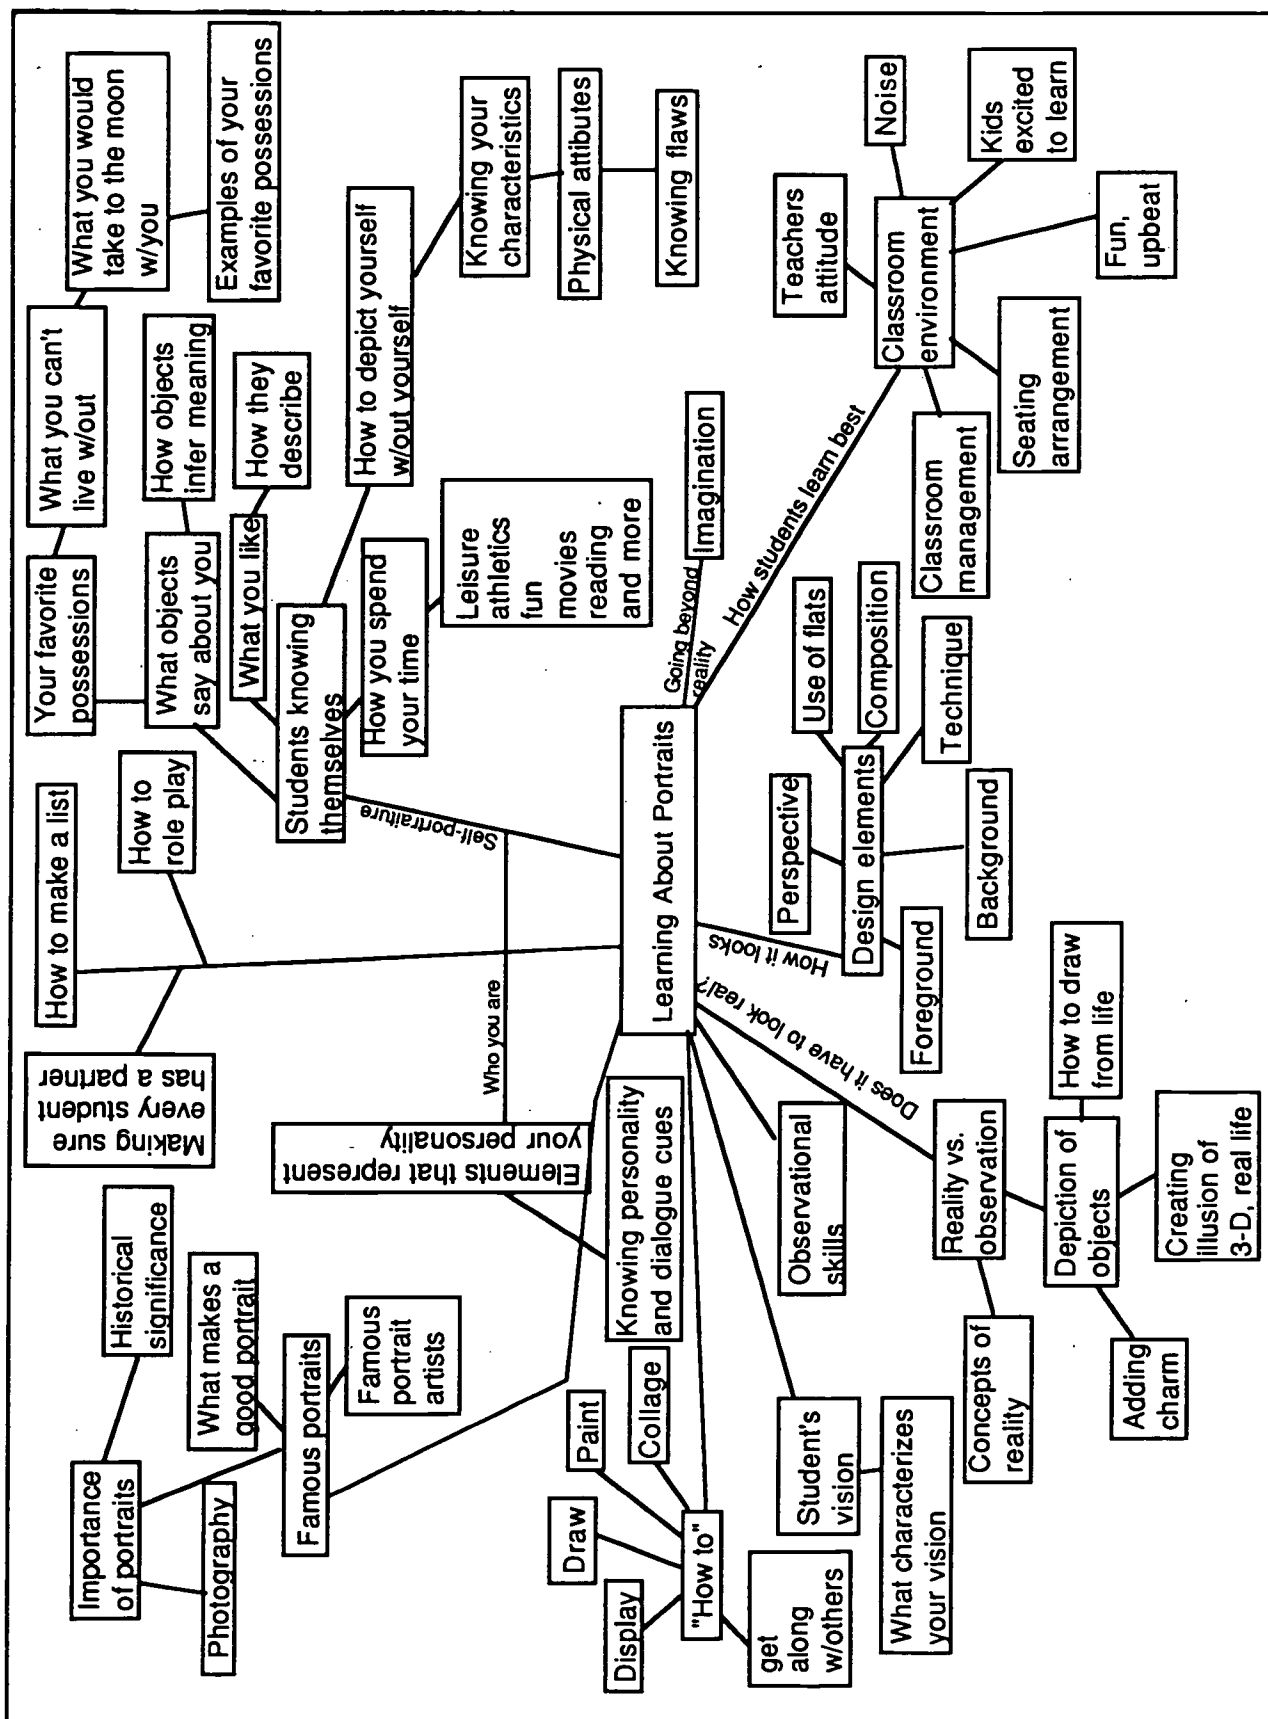 Importance
of portraits
Historical
significance
Photography
What makes a
good portrait
Famous portraits
Famous
portrait
artists
Making sure
every student
has a partner
How to make a list
How to
role play
Your favorite
possessions
What you can't
live w/out
What you would
take to the moon
w/you
Examples of your
favorite possessions
What objects
say about you
How objects
infer meaning
What you like
How they
describe
Students knowing
themselves
How to depict yourself
w/out yourself
How you spend
your time
Leisure
athletics
fun
movies
reading
and more
Knowing your
characteristics
Physical attibutes
Knowing flaws
Self-portraiture
Who you are
Elements that represent
your personality
Knowing personality
and dialogue cues
Learning About Portraits
Going beyond
reality
Imagination
How students learn best
Classroom
environment
Teachers
attitude
Noise
Kids
excited
to learn
Fun,
upbeat
Seating
arrangement
Classroom
management
How it looks
Design elements
Perspective
Use of flats
Composition
Technique
Background
Foreground
Does it have to look real?
Reality vs.
observation
Concepts of
reality
Depiction of
objects
How to draw
from life
Creating
illusion of
3-D, real life
Adding
charm
Observational
skills
Student's
vision
What characterizes
your vision
"How to"
Collage
Paint
Draw
Display
get
along
w/others